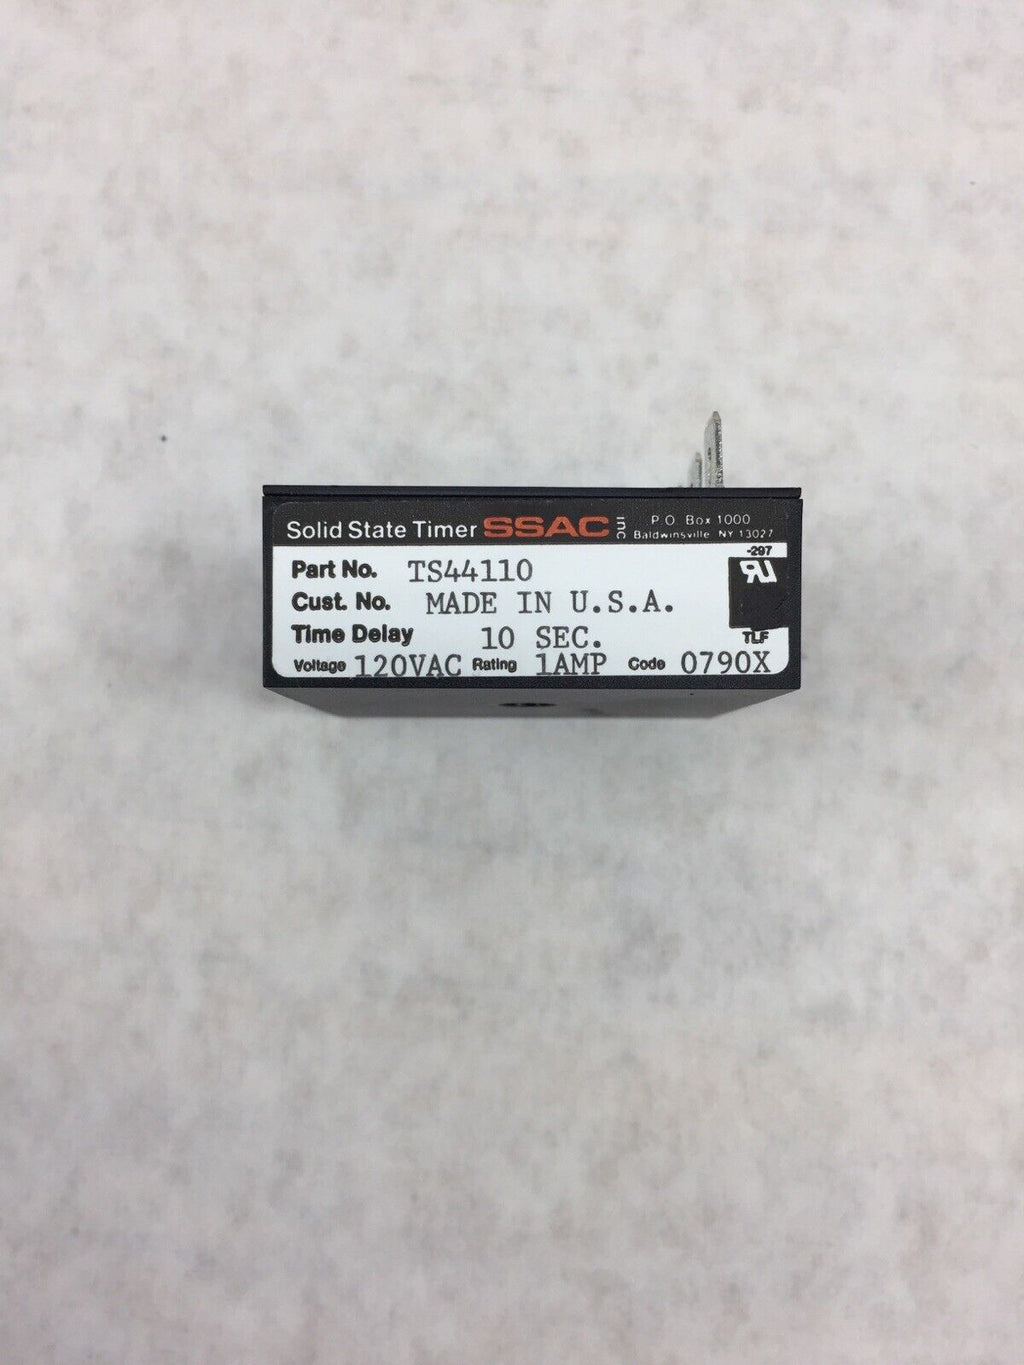 Solid State Timer SSAC inc P.O. Box 1000
Baldwinsville NY 13027
Part No. TS44110
-297
Cust. No. MADE IN U.S.A.
Time Delay 10 SEC.
TLF
Voltage 120VAC Rating 1AMP Code 0790X